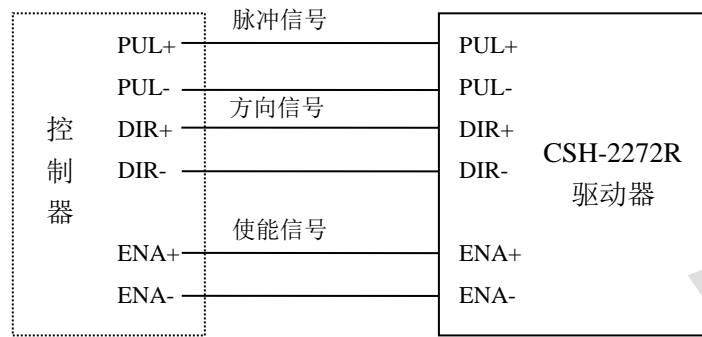 脉冲信号
PUL+ PUL+
PUL- PUL-
方向信号
DIR+ DIR+
DIR- DIR-
控制器
CSH-2272R
驱动器
使能信号
ENA+ ENA+
ENA- ENA-